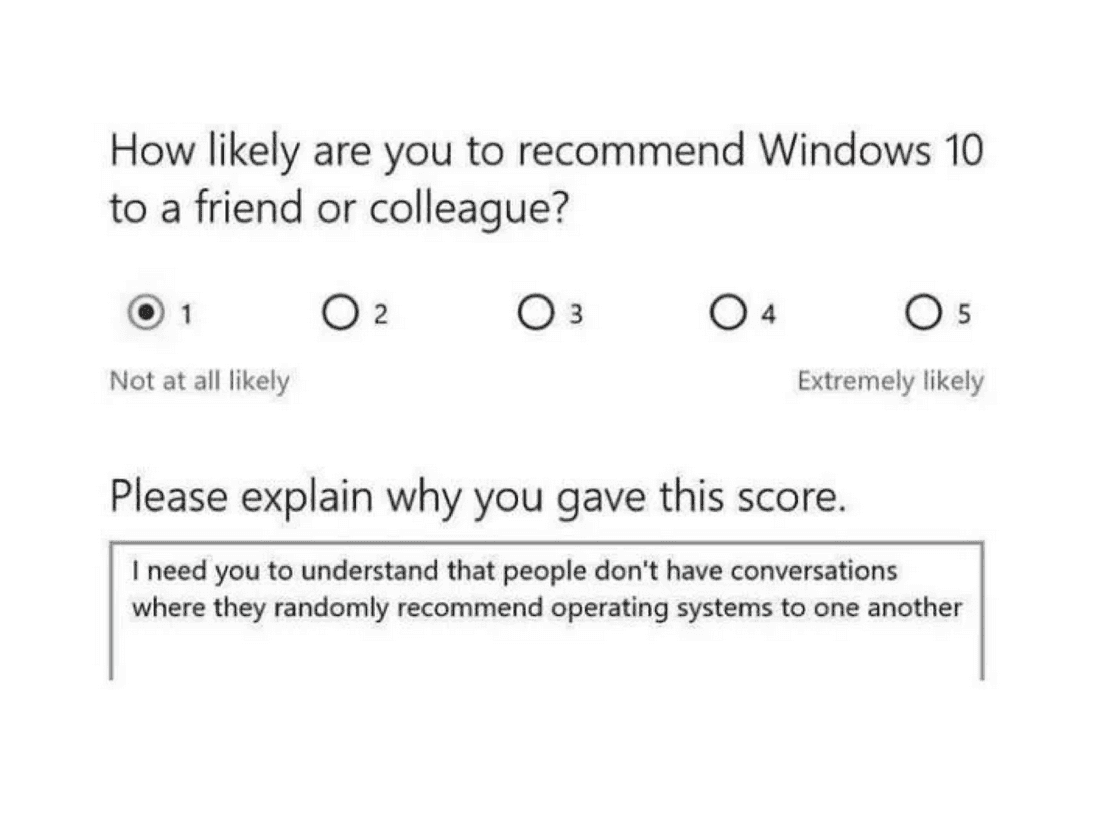 How likely are you to recommend Windows 10
to a friend or colleague?
1 2 3 4 5
Not at all likely Extremely likely
Please explain why you gave this score.
I need you to understand that people don't have conversations
where they randomly recommend operating systems to one another